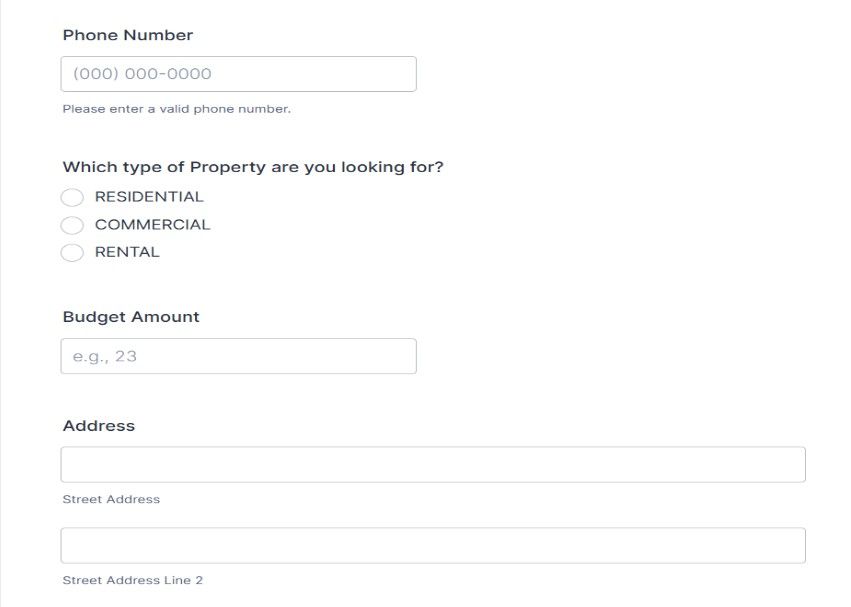 Phone Number
(000) 000-0000
Please enter a valid phone number.
Which type of Property are you looking for?
RESIDENTIAL
COMMERCIAL
RENTAL
Budget Amount
e.g., 23
Address
Street Address
Street Address Line 2